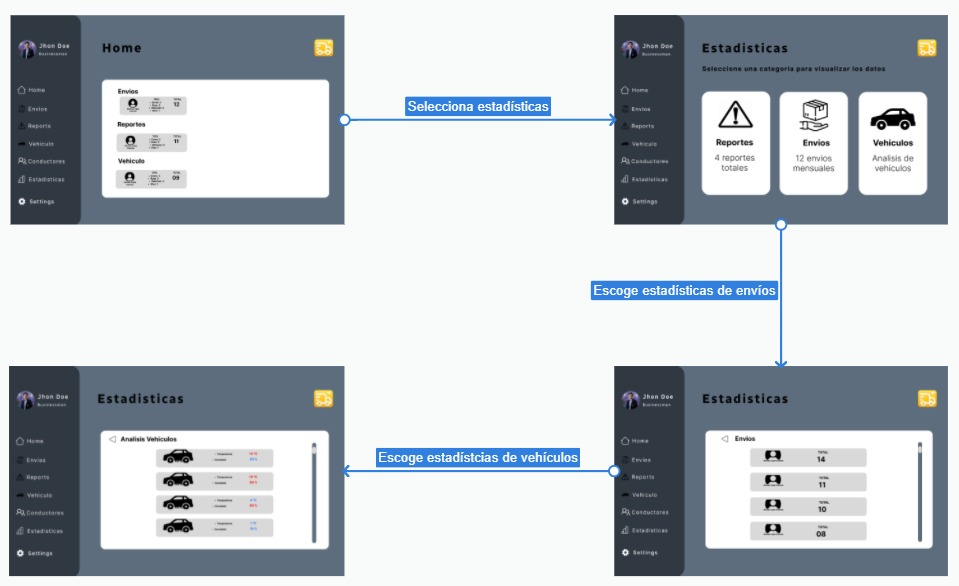 Jhon Doe
Businessman
Home
Home
Envios
Reports
Vehiculo
Conductores
Estadisticas
Settings
Envios
TOTAL
12
Reportes
TOTAL
11
Vehiculo
TOTAL
09
Selecciona estadísticas
Jhon Doe
Businessman
Estadisticas
Seleccione una categoria para visualizar los datos
Home
Envios
Reports
Vehiculo
Conductores
Estadisticas
Settings
Reportes
4 reportes
totales
Envios
12 envios
mensuales
Vehículos
Analisis de
vehículos
Escoge estadísticas de envíos
Jhon Doe
Businessman
Estadisticas
Home
Envios
Reports
Vehiculo
Conductores
Estadisticas
Settings
Analisis Vehiculos
Escoge estadístcias de vehículos
Jhon Doe
Businessman
Estadisticas
Home
Envios
Reports
Vehiculo
Conductores
Estadisticas
Settings
Envios
TOTAL
14
TOTAL
11
TOTAL
10
TOTAL
08